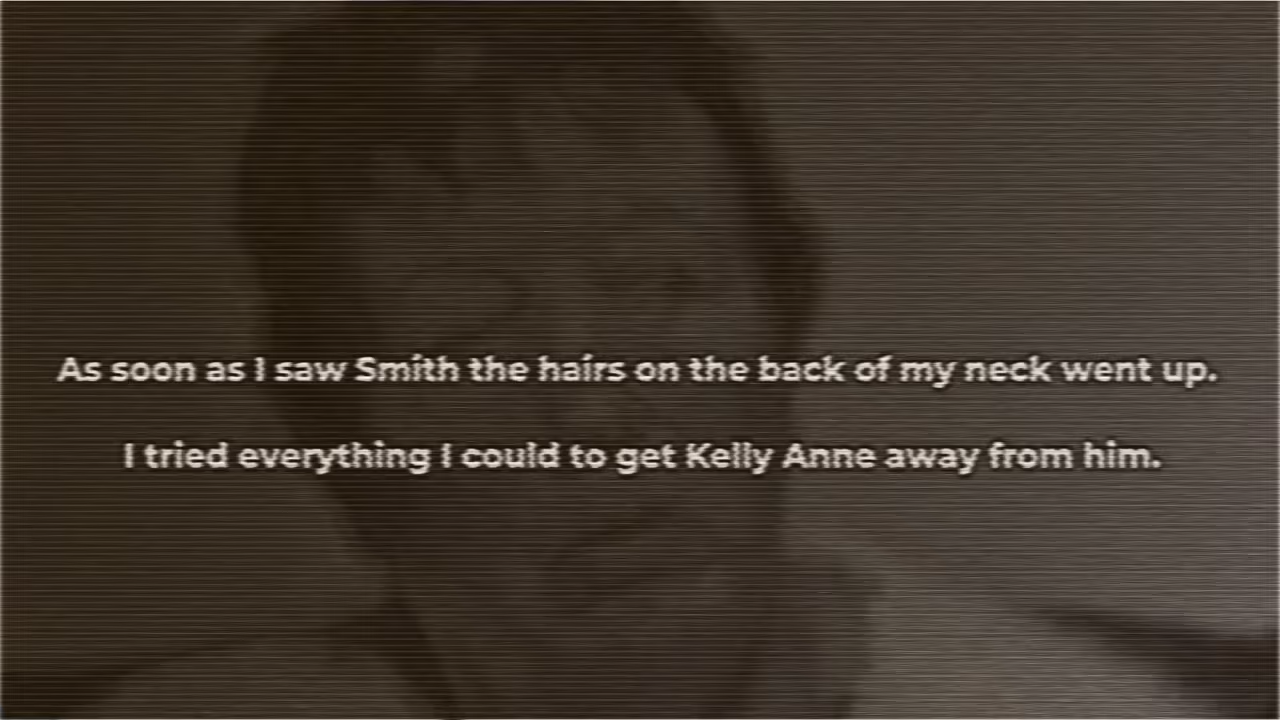 As soon as I saw Smith the hairs on the back of my neck went up.
I tried everything I could to get Kelly Anne away from him.